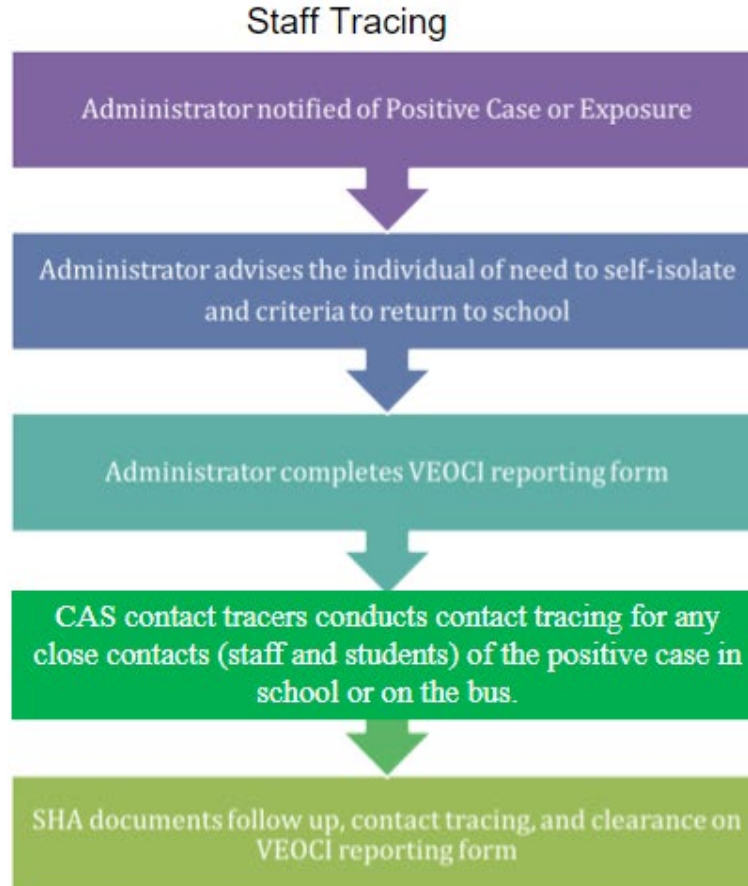 Staff Tracing
Administrator notified of Positive Case or Exposure
Administrator advises the individual of need to self-isolate
and criteria to return to school
Administrator completes VEOCI reporting form
CAS contact tracers conducts contact tracing for any
close contacts (staff and students) of the positive case in
school or on the bus.
SHA documents follow up, contact tracing, and clearance on
VEOCI reporting form